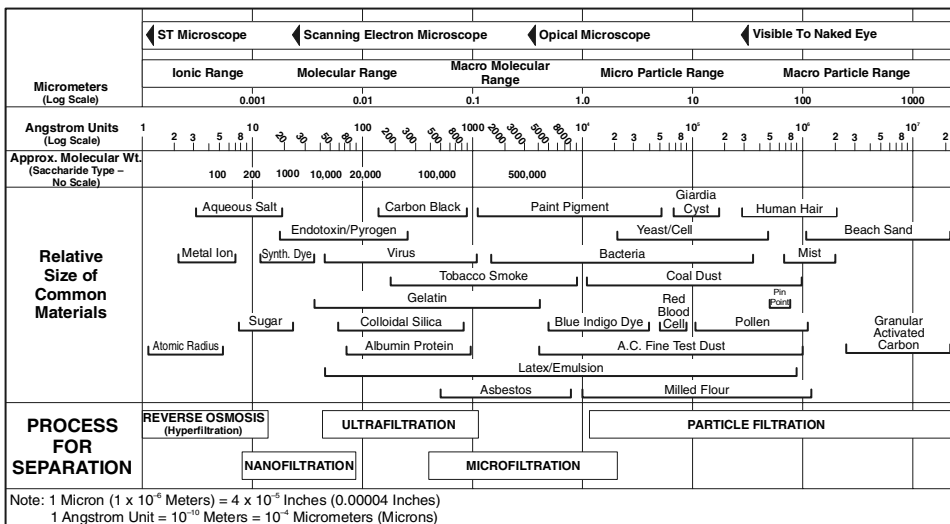 ST Microscope Scanning Electron Microscope Opical Microscope Visible To Naked Eye
Micrometers
(Log Scale)
Ionic Range Molecular Range Macro Molecular
Range Micro Particle Range Macro Particle Range
0.001 0.01 0.1 1.0 10 100 1000
Angstrom Units
(Log Scale)
1 10 100 1000 10⁴ 10⁵ 10⁶ 10⁷
2 3 5 8 20 30 50 80 200 300 500 800 2000 3000 5000 8000 2 3 5 8 2 3 5 8 2 3 5 8 2
Approx. Molecular Wt.
(Saccharide Type –
No Scale)
100 200 1000 10,000 20,000 100,000 500,000
Relative
Size of
Common
Materials
Aqueous Salt Carbon Black Paint Pigment Giardia
Cyst Human Hair
Endotoxin/Pyrogen Yeast/Cell Beach Sand
Metal Ion Synth. Dye Virus Bacteria Mist
Tobacco Smoke Coal Dust
Gelatin Pin
Point
Sugar Colloidal Silica Blue Indigo Dye Red
Blood
Cell Pollen Granular
Activated
Carbon
Atomic Radius Albumin Protein A.C. Fine Test Dust
Latex/Emulsion
Asbestos Milled Flour
PROCESS
FOR
SEPARATION
REVERSE OSMOSIS
(Hyperfiltration)
ULTRAFILTRATION PARTICLE FILTRATION
NANOFILTRATION MICROFILTRATION
Note: 1 Micron (1 x 10⁻⁶ Meters) = 4 x 10⁻⁵ Inches (0.00004 Inches)
1 Angstrom Unit = 10⁻¹⁰ Meters = 10⁻⁴ Micrometers (Microns)